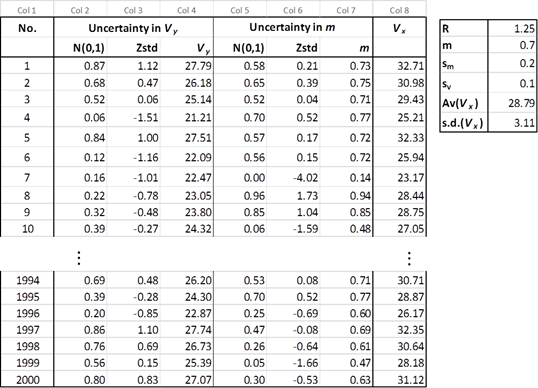 Col 1 Col 2 Col 3 Col 4 Col 5 Col 6 Col 7 Col 8
No. Uncertainty in Vy Uncertainty in m Vx
N(0,1) Zstd Vy N(0,1) Zstd m
1 0.87 1.12 27.79 0.58 0.21 0.73 32.71
2 0.68 0.47 26.18 0.65 0.39 0.75 30.98
3 0.52 0.06 25.14 0.52 0.04 0.71 29.43
4 0.06 -1.51 21.21 0.70 0.52 0.77 25.21
5 0.84 1.00 27.51 0.57 0.17 0.72 32.33
6 0.12 -1.16 22.09 0.56 0.15 0.72 25.94
7 0.16 -1.01 22.47 0.00 -4.02 0.14 23.17
8 0.22 -0.78 23.05 0.96 1.73 0.94 28.44
9 0.32 -0.48 23.80 0.85 1.04 0.85 28.75
10 0.39 -0.27 24.32 0.06 -1.59 0.48 27.05
⋮ ⋮
1994 0.69 0.48 26.20 0.53 0.08 0.71 30.71
1995 0.39 -0.28 24.30 0.70 0.52 0.77 28.87
1996 0.20 -0.85 22.87 0.25 -0.69 0.60 26.17
1997 0.86 1.10 27.74 0.47 -0.08 0.69 32.35
1998 0.76 0.69 26.73 0.26 -0.64 0.61 30.64
1999 0.56 0.15 25.39 0.05 -1.66 0.47 28.18
2000 0.80 0.83 27.07 0.30 -0.53 0.63 31.12
R 1.25
m 0.7
sm 0.2
sv 0.1
Av(Vx) 28.79
s.d.(Vx) 3.11